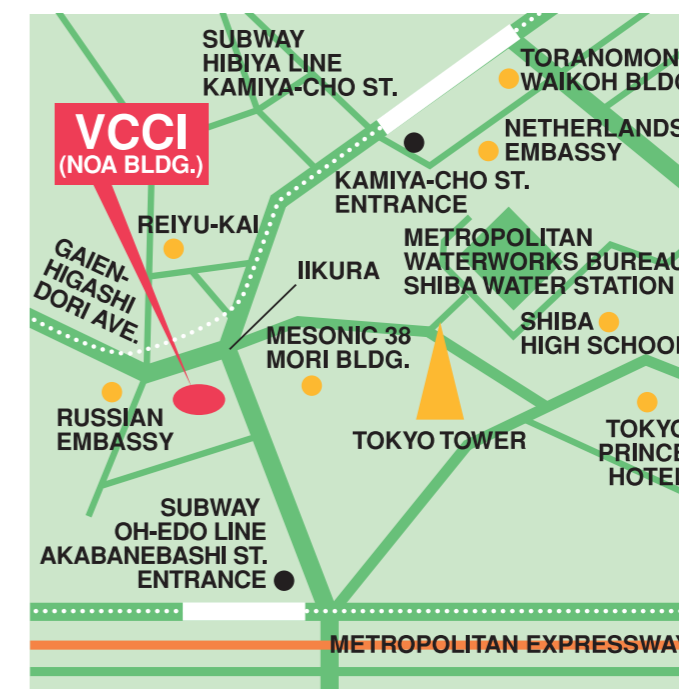 SUBWAY
HIBIYA LINE
KAMIYA-CHO ST.
TORANOMON
WAIKOH BLDG
VCCI
(NOA BLDG.)
NETHERLANDS
EMBASSY
KAMIYA-CHO ST.
ENTRANCE
REIYU-KAI
METROPOLITAN
WATERWORKS BUREAU
SHIBA WATER STATION
GAIEN-
HIGASHI
DORI AVE.
IIKURA
SHIBA
HIGH SCHOOL
MESONIC 38
MORI BLDG.
RUSSIAN
EMBASSY
TOKYO TOWER
TOKYO
PRINCE
HOTEL
SUBWAY
OH-EDO LINE
AKABANEBASHI ST.
ENTRANCE
METROPOLITAN EXPRESSWAY